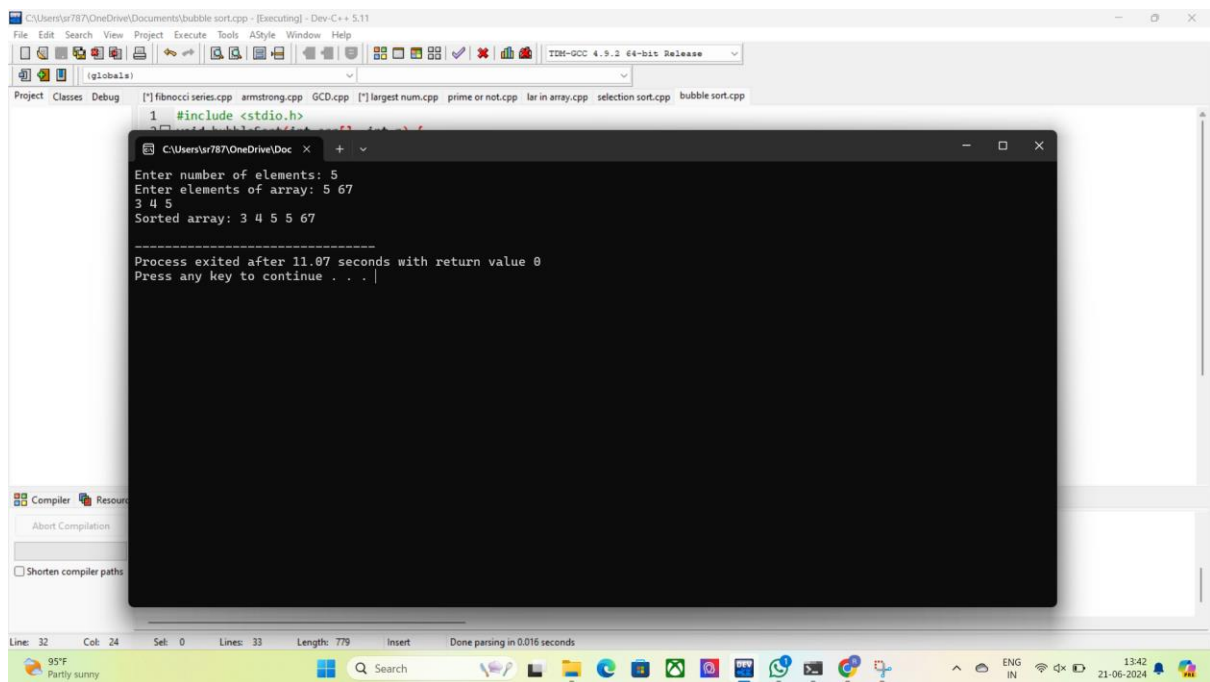 C:\Users\sr787\OneDrive\Documents\bubble sort.cpp - [Executing] - Dev-C++ 5.11
File Edit Search View Project Execute Tools AStyle Window Help
TDM-GCC 4.9.2 64-bit Release
(globals)
Project Classes Debug [*] fibnocci series.cpp armstrong.cpp GCD.cpp [*] largest num.cpp prime or not.cpp lar in array.cpp selection sort.cpp bubble sort.cpp
1 #include <stdio.h>
C:\Users\sr787\OneDrive\Doc
Enter number of elements: 5
Enter elements of array: 5 67
3 4 5
Sorted array: 3 4 5 5 67
--------------------------------
Process exited after 11.07 seconds with return value 0
Press any key to continue . . .
Compiler Resour
Abort Compilation
Shorten compiler paths
Line: 32 Col: 24 Sel: 0 Lines: 33 Length: 779 Insert Done parsing in 0.016 seconds
95°F
Partly sunny
Search
ENG
IN
13:42
21-06-2024